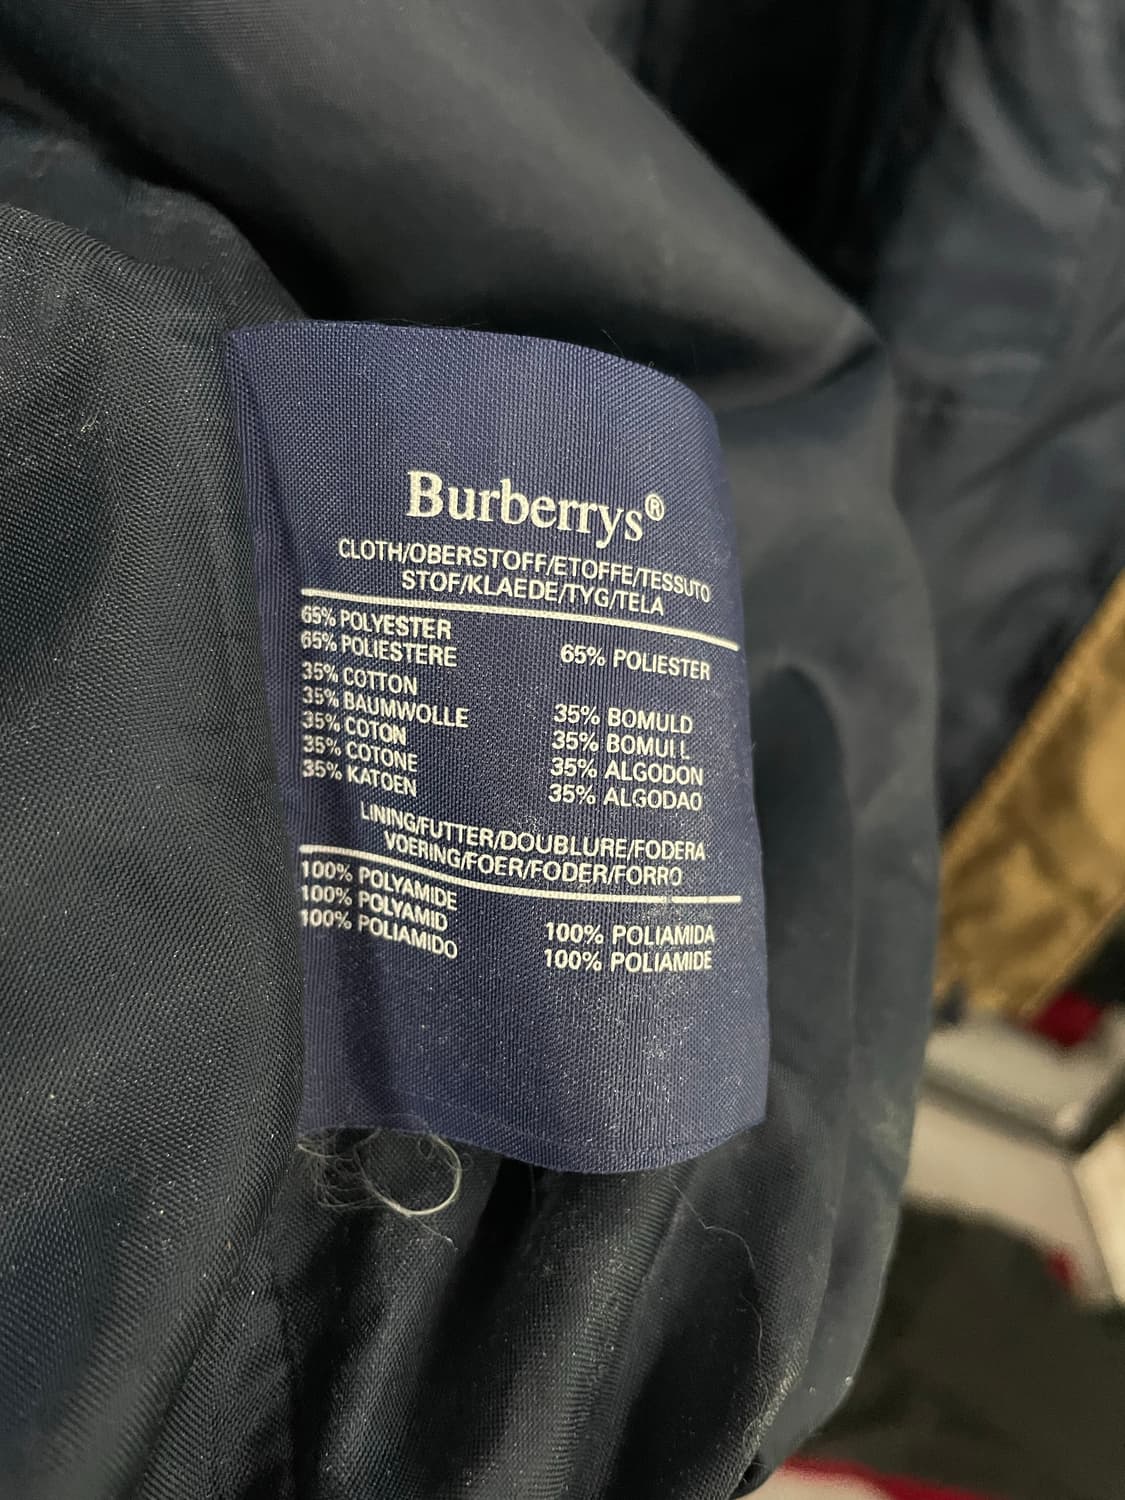 Burberrys®
CLOTH/OBERSTOFF/ETOFFE/TESSUTO
STOF/KLAEDE/TYG/TELA
65% POLYESTER
65% POLIESTERE
65% POLIESTER
35% COTTON
35% BAUMWOLLE
35% COTON
35% COTONE
35% KATOEN
35% BOMULD
35% BOMULL
35% ALGODON
35% ALGODAO
LINING/FUTTER/DOUBLURE/FODERA
VOERING/FOER/FODER/FORRO
100% POLYAMIDE
100% POLYAMID
100% POLIAMIDO
100% POLIAMIDA
100% POLIAMIDE